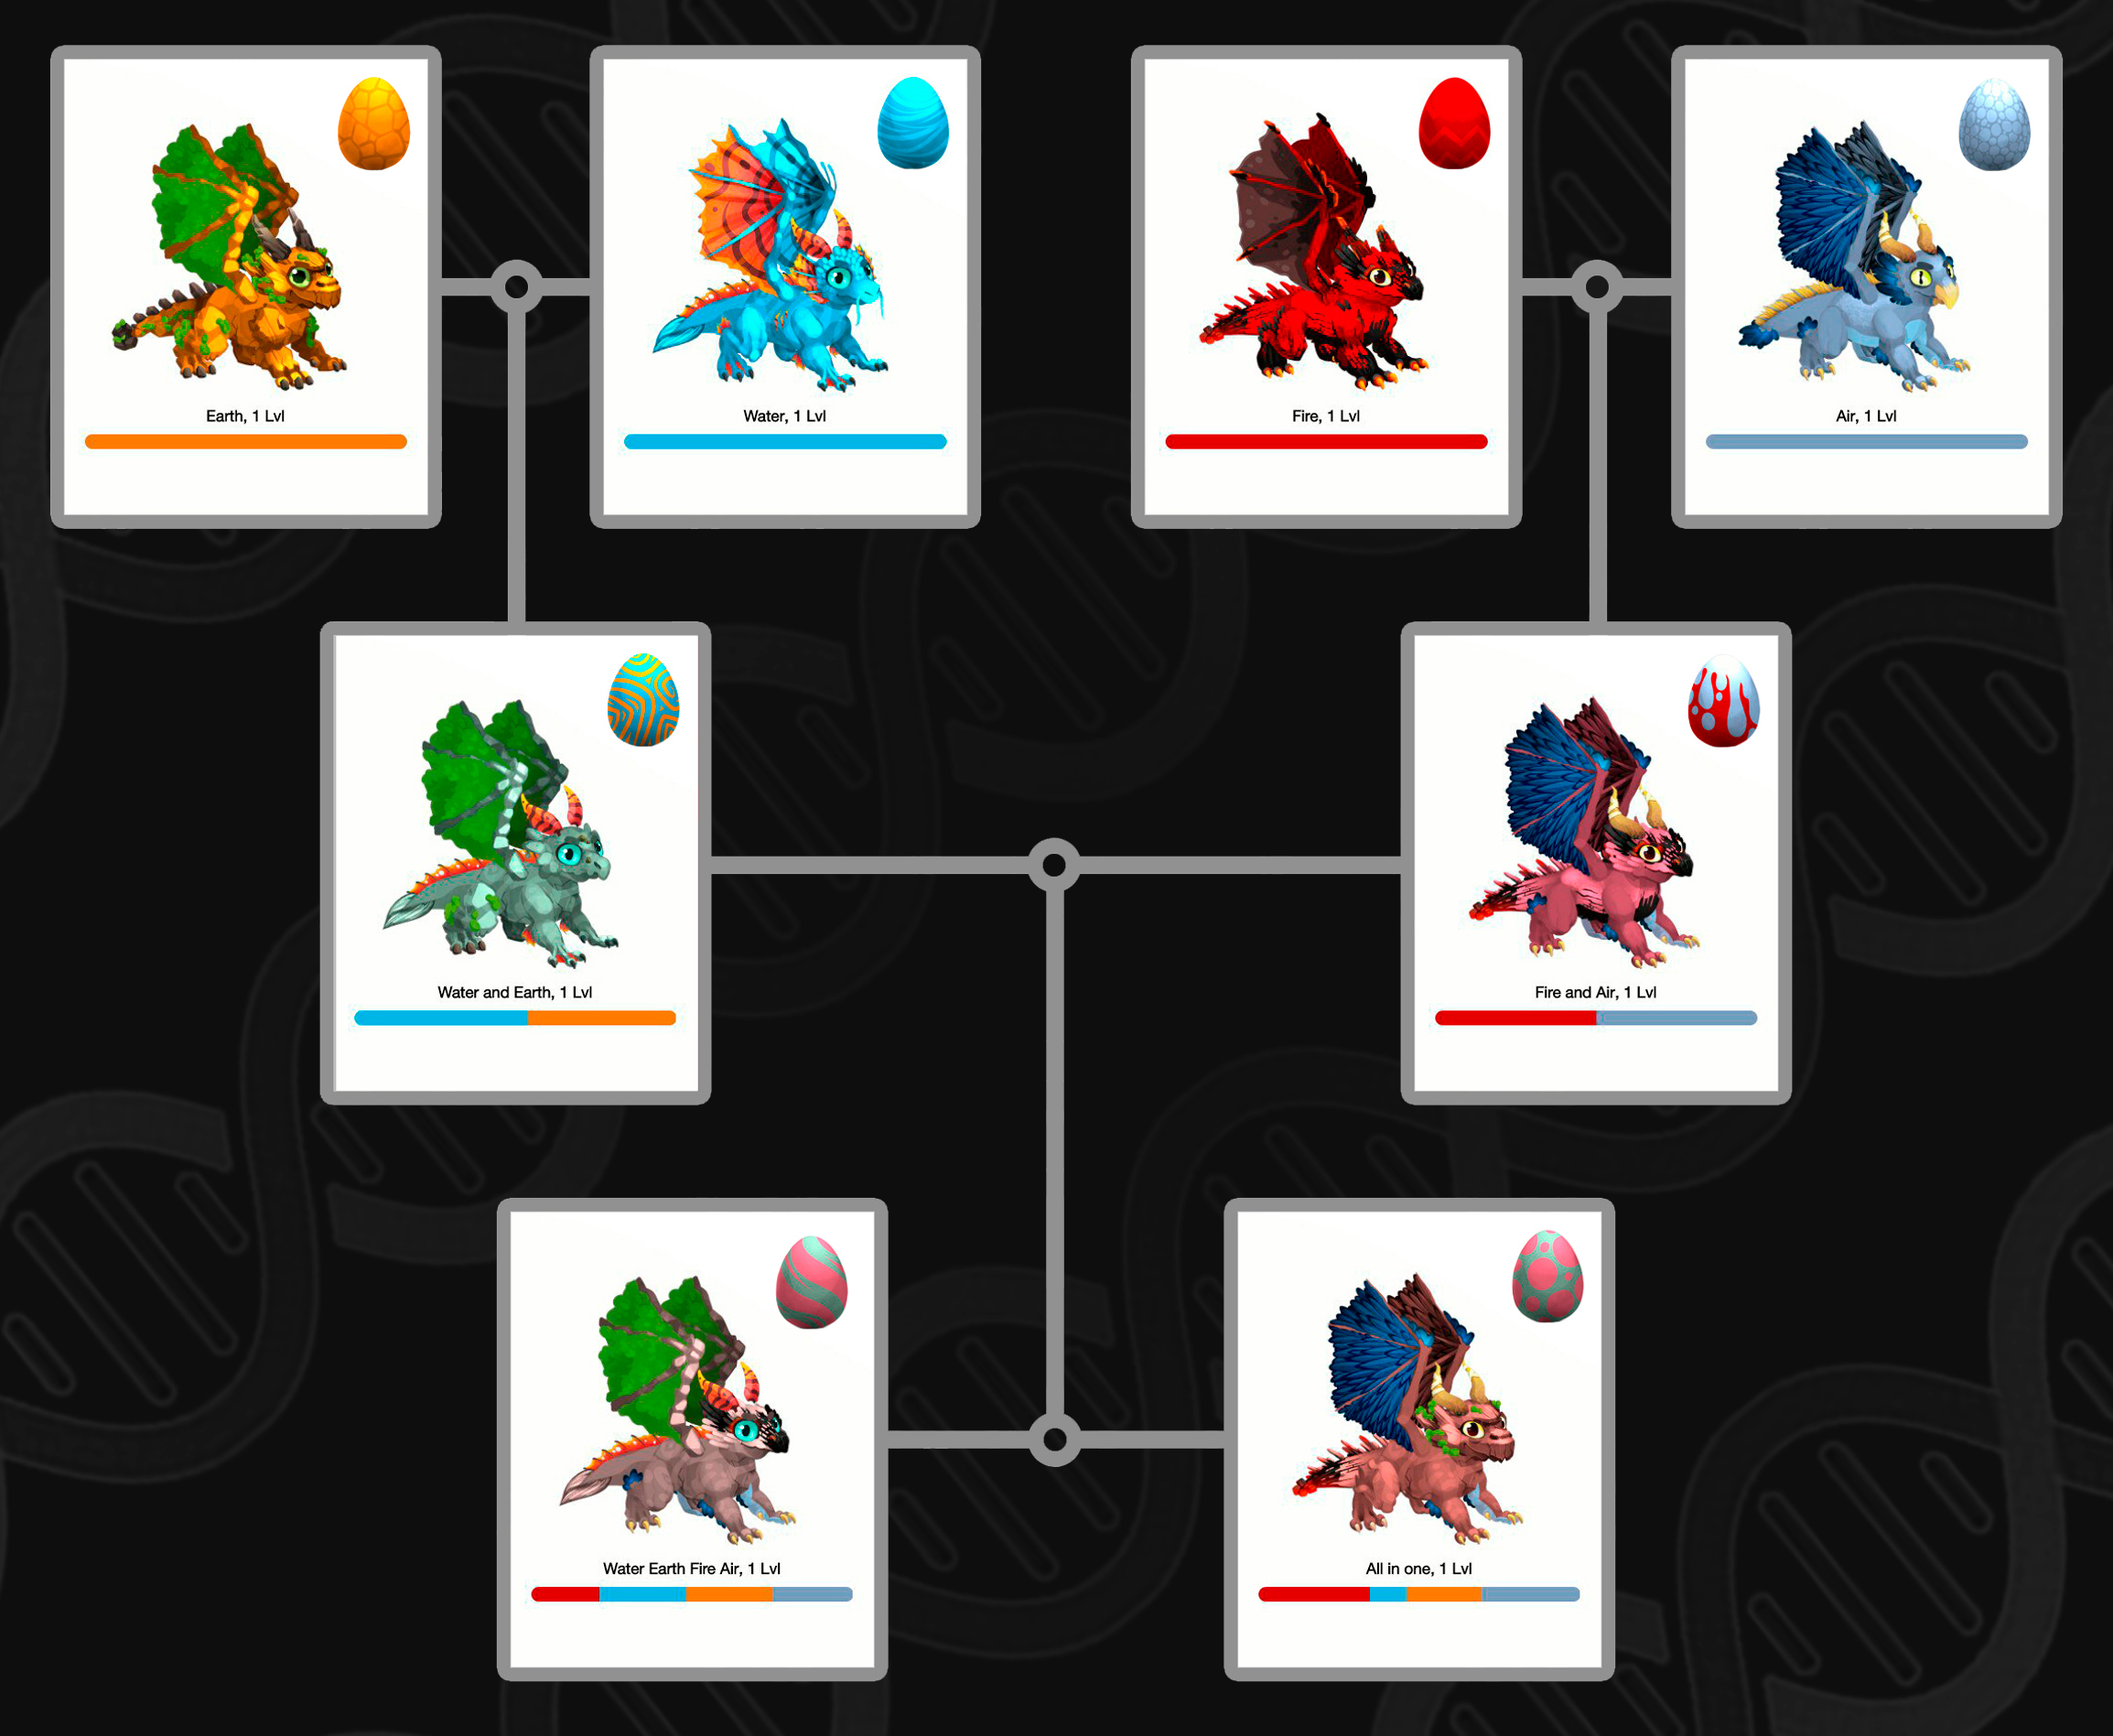 Earth, 1 Lvl
Water, 1 Lvl
Fire, 1 Lvl
Air, 1 Lvl
Water and Earth, 1 Lvl
Fire and Air, 1 Lvl
Water Earth Fire Air, 1 Lvl
All in one, 1 Lvl